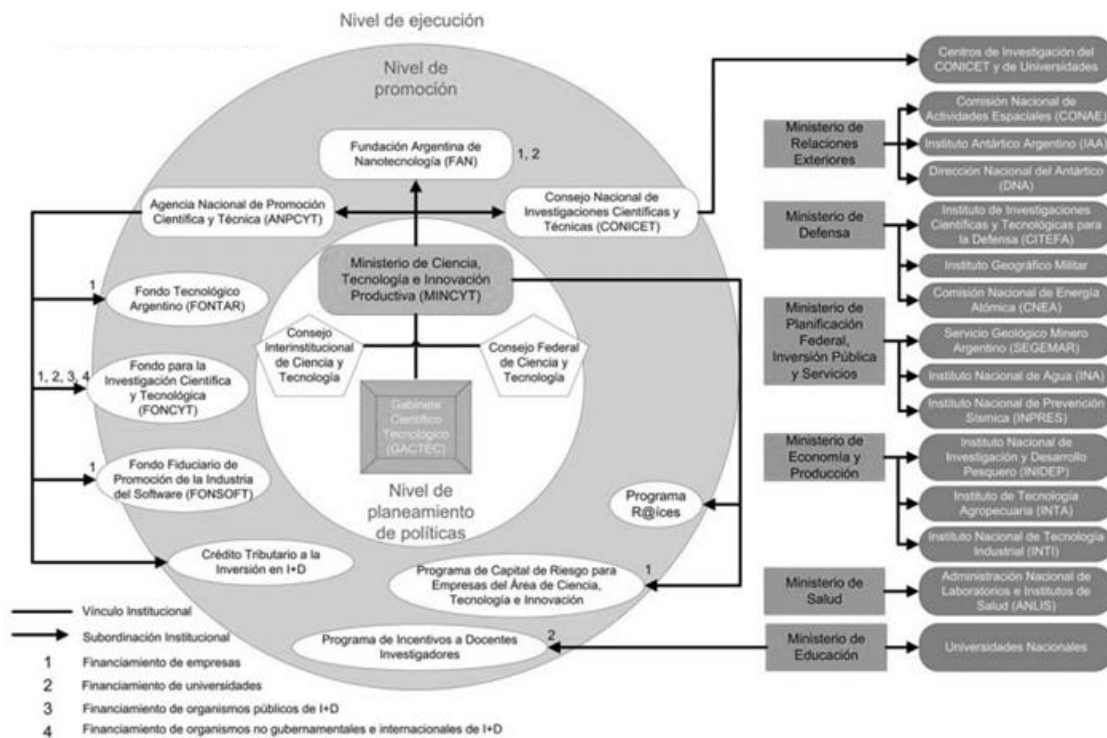 Nivel de ejecución
Nivel de
promoción
Fundación Argentina de
Nanotecnología (FAN)
1, 2
Agencia Nacional de Promoción
Científica y Técnica (ANPCYT)
Consejo Nacional de
Investigaciones Científicas y
Técnicas (CONICET)
Ministerio de Ciencia,
Tecnología e Innovación
Productiva (MINCYT)
1
Fondo Tecnológico
Argentino (FONTAR)
Consejo
Interinstitucional de
Ciencia y
Tecnología
Consejo Federal de
Ciencia y
Tecnología
1, 2, 3, 4
Fondo para la
Investigación Científica
y Tecnológica
(FONCYT)
Gabinete
Científico
Tecnológico
(GACTEC)
1
Fondo Fiduciario de
Promoción de la Industria
del Software (FONSOFT)
Nivel de
planeamiento
de políticas
Programa
R@íces
Crédito Tributario a la
Inversión en I+D
Programa de Capital de Riesgo para
Empresas del Área de Ciencia,
Tecnología e Innovación
1
Programa de Incentivos a Docentes
Investigadores
2
Centros de Investigación del
CONICET y de Universidades
Ministerio de
Relaciones
Exteriores
Comisión Nacional de
Actividades Espaciales (CONAE)
Instituto Antártico Argentino (IAA)
Dirección Nacional del Antártico
(DNA)
Ministerio de
Defensa
Instituto de Investigaciones
Científicas y Tecnológicas para
la Defensa (CITEFA)
Instituto Geográfico Militar
Ministerio de
Planificación
Federal,
Inversión Pública
y Servicios
Comisión Nacional de Energía
Atómica (CNEA)
Servicio Geológico Minero
Argentino (SEGEMAR)
Instituto Nacional de Agua (INA)
Instituto Nacional de Prevención
Sísmica (INPRES)
Ministerio de
Economía y
Producción
Instituto Nacional de
Investigación y Desarrollo
Pesquero (INIDEP)
Instituto de Tecnología
Agropecuaria (INTA)
Instituto Nacional de Tecnología
Industrial (INTI)
Ministerio de
Salud
Administración Nacional de
Laboratorios e Institutos de
Salud (ANLIS)
Ministerio de
Educación
Universidades Nacionales
Vínculo Institucional
Subordinación Institucional
1 Financiamiento de empresas
2 Financiamiento de universidades
3 Financiamiento de organismos públicos de I+D
4 Financiamiento de organismos no gubernamentales e internacionales de I+D